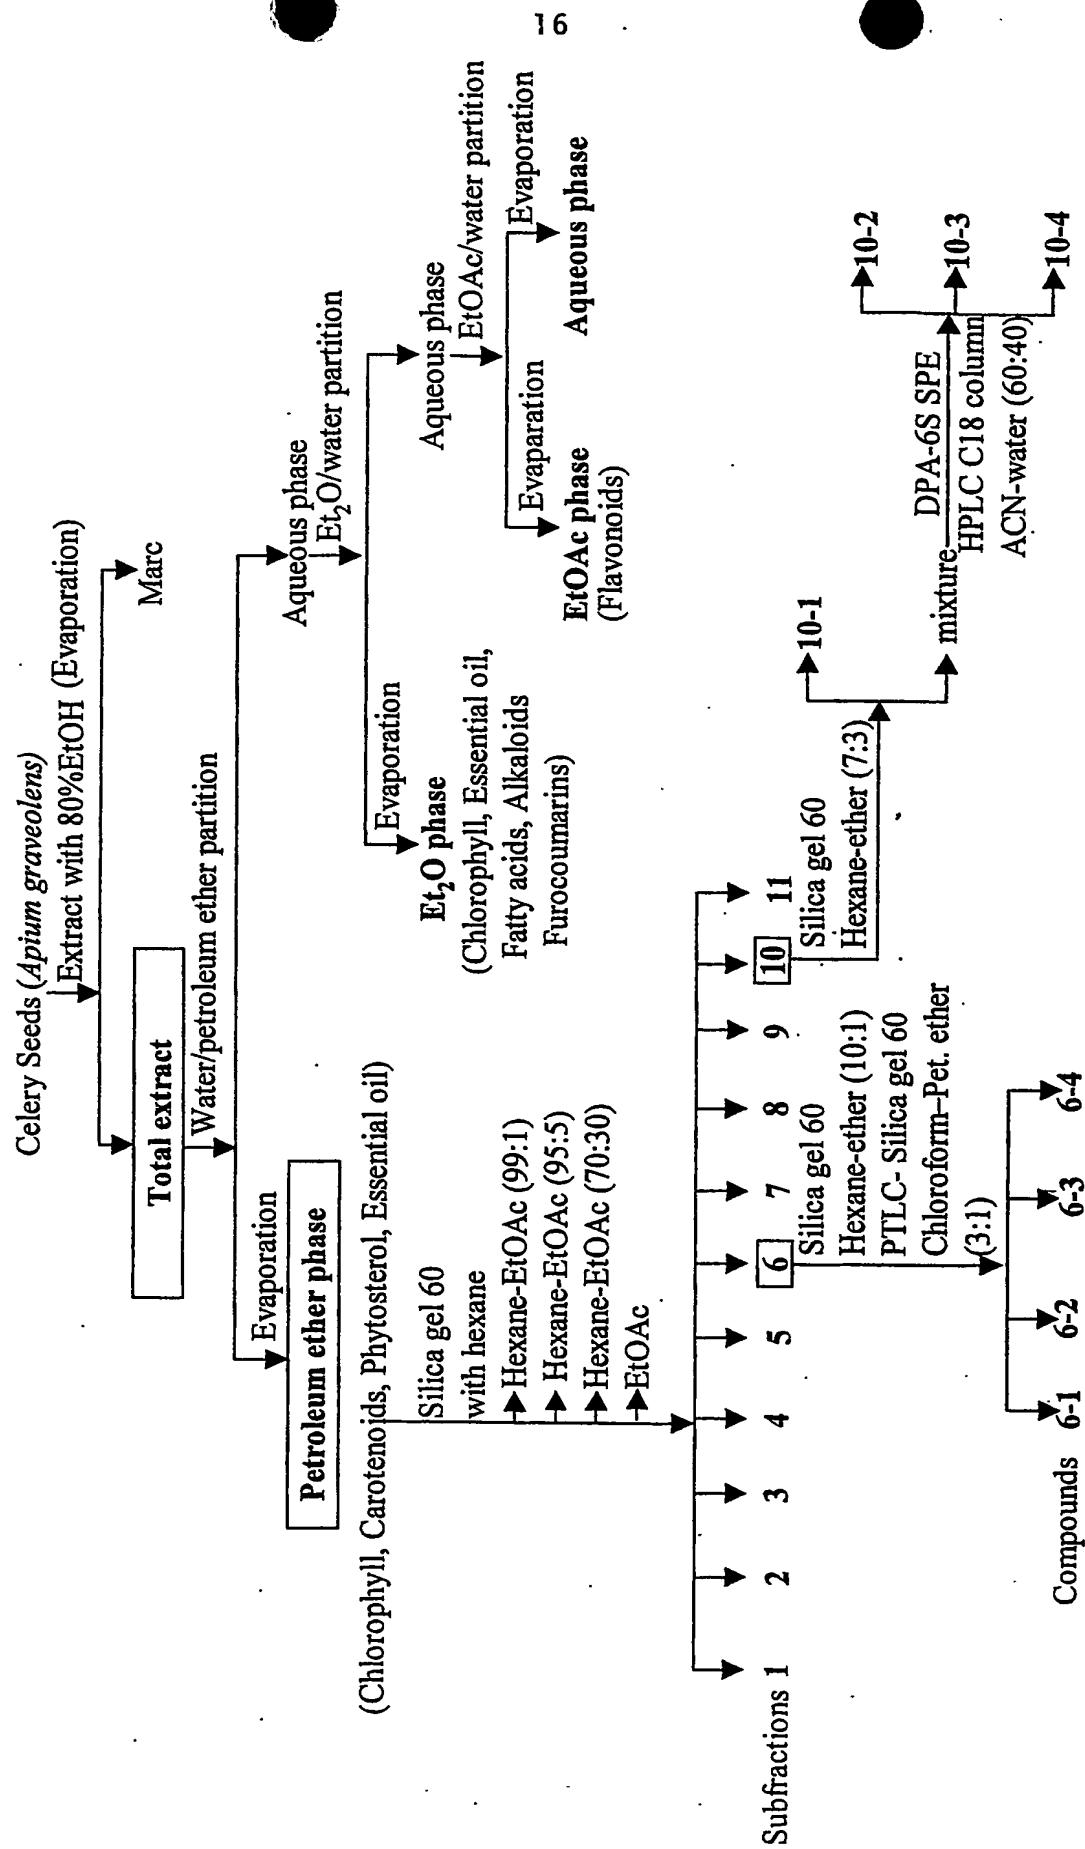 16
Celery Seeds (Apium graveolens)
Extract with 80%EtOH (Evaporation)
Total extract
Marc
Water/petroleum ether partition
Evaporation
Petroleum ether phase
Aqueous phase
Et2O/water partition
(Chlorophyll, Carotenoids, Phytosterol, Essential oil)
Evaporation
Et2O phase
(Chlorophyll, Essential oil,
Fatty acids, Alkaloids
Furocoumarins)
Aqueous phase
EtOAc/water partition
Evaparation
Evaporation
EtOAc phase
(Flavonoids)
Aqueous phase
Silica gel 60
with hexane
Hexane-EtOAc (99:1)
Hexane-EtOAc (95:5)
Hexane-EtOAc (70:30)
EtOAc
Subfractions 1 2 3 4 5 6 7 8 9 10 11
Silica gel 60
Hexane-ether (10:1)
PTLC- Silica gel 60
Chloroform–Pet. ether
(3:1)
Silica gel 60
Hexane-ether (7:3)
10-1
mixture
DPA-6S SPE
HPLC C18 column
ACN-water (60:40)
10-2
10-3
10-4
Compounds 6-1 6-2 6-3 6-4